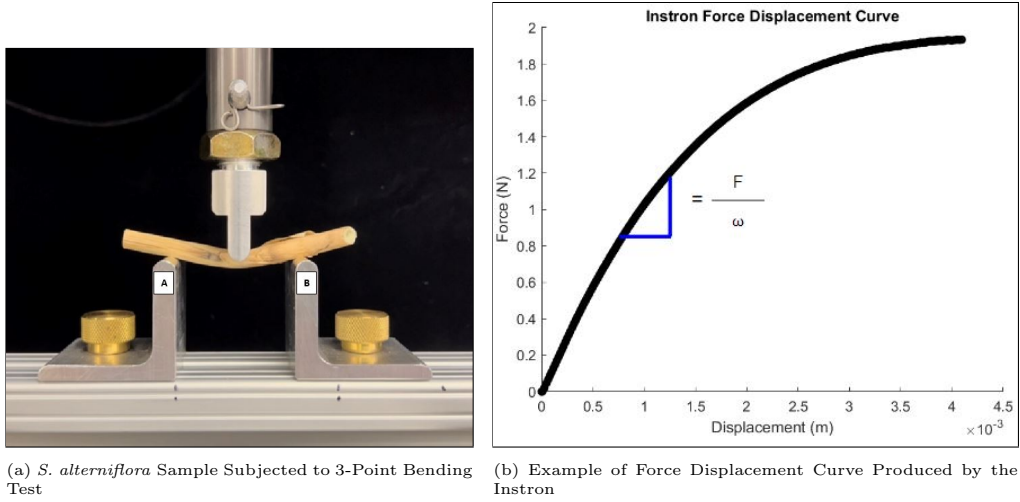 A
B
Instron Force Displacement Curve
2
1.8
1.6
1.4
1.2
1
0.8
0.6
0.4
0.2
0
Force (N)
= F
ω
0 0.5 1 1.5 2 2.5 3 3.5 4 4.5
Displacement (m)
×10⁻³
(a) S. alterniflora Sample Subjected to 3-Point Bending
Test
(b) Example of Force Displacement Curve Produced by the
Instron